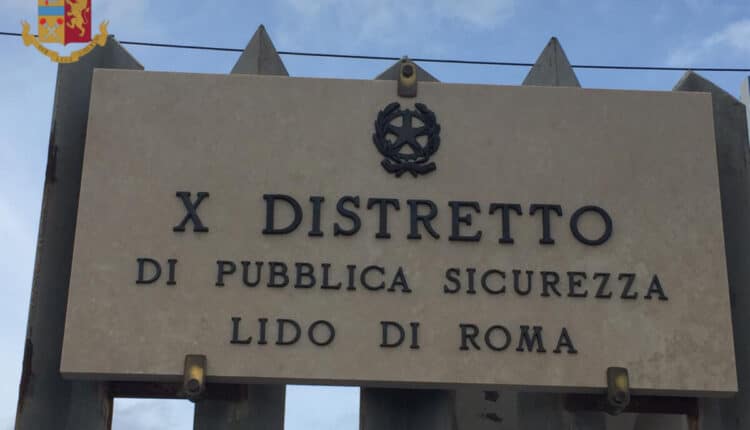 X DISTRETTO
DI PUBBLICA SICUREZZA
LIDO DI ROMA